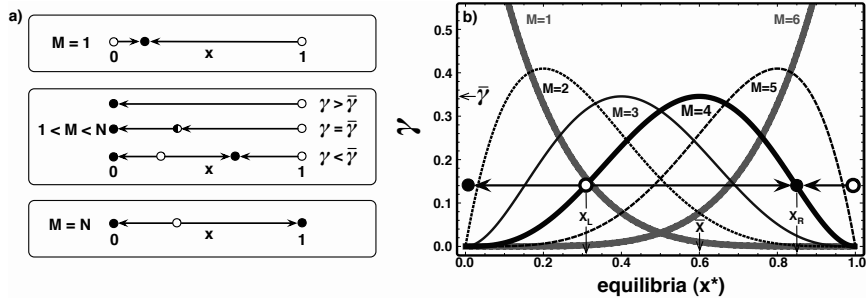 a)
M = 1
0 x 1
γ > γ̅
1 < M < N γ = γ̅
γ < γ̅
0 x 1
M = N
0 x 1
b)
M=1 M=6
0.5
0.4
M=2 M=5
γ̅
0.3
M=3 M=4
γ
0.2
0.1
x_L x̅ x_R
0.0
0.0 0.2 0.4 0.6 0.8 1.0
equilibria (x*)